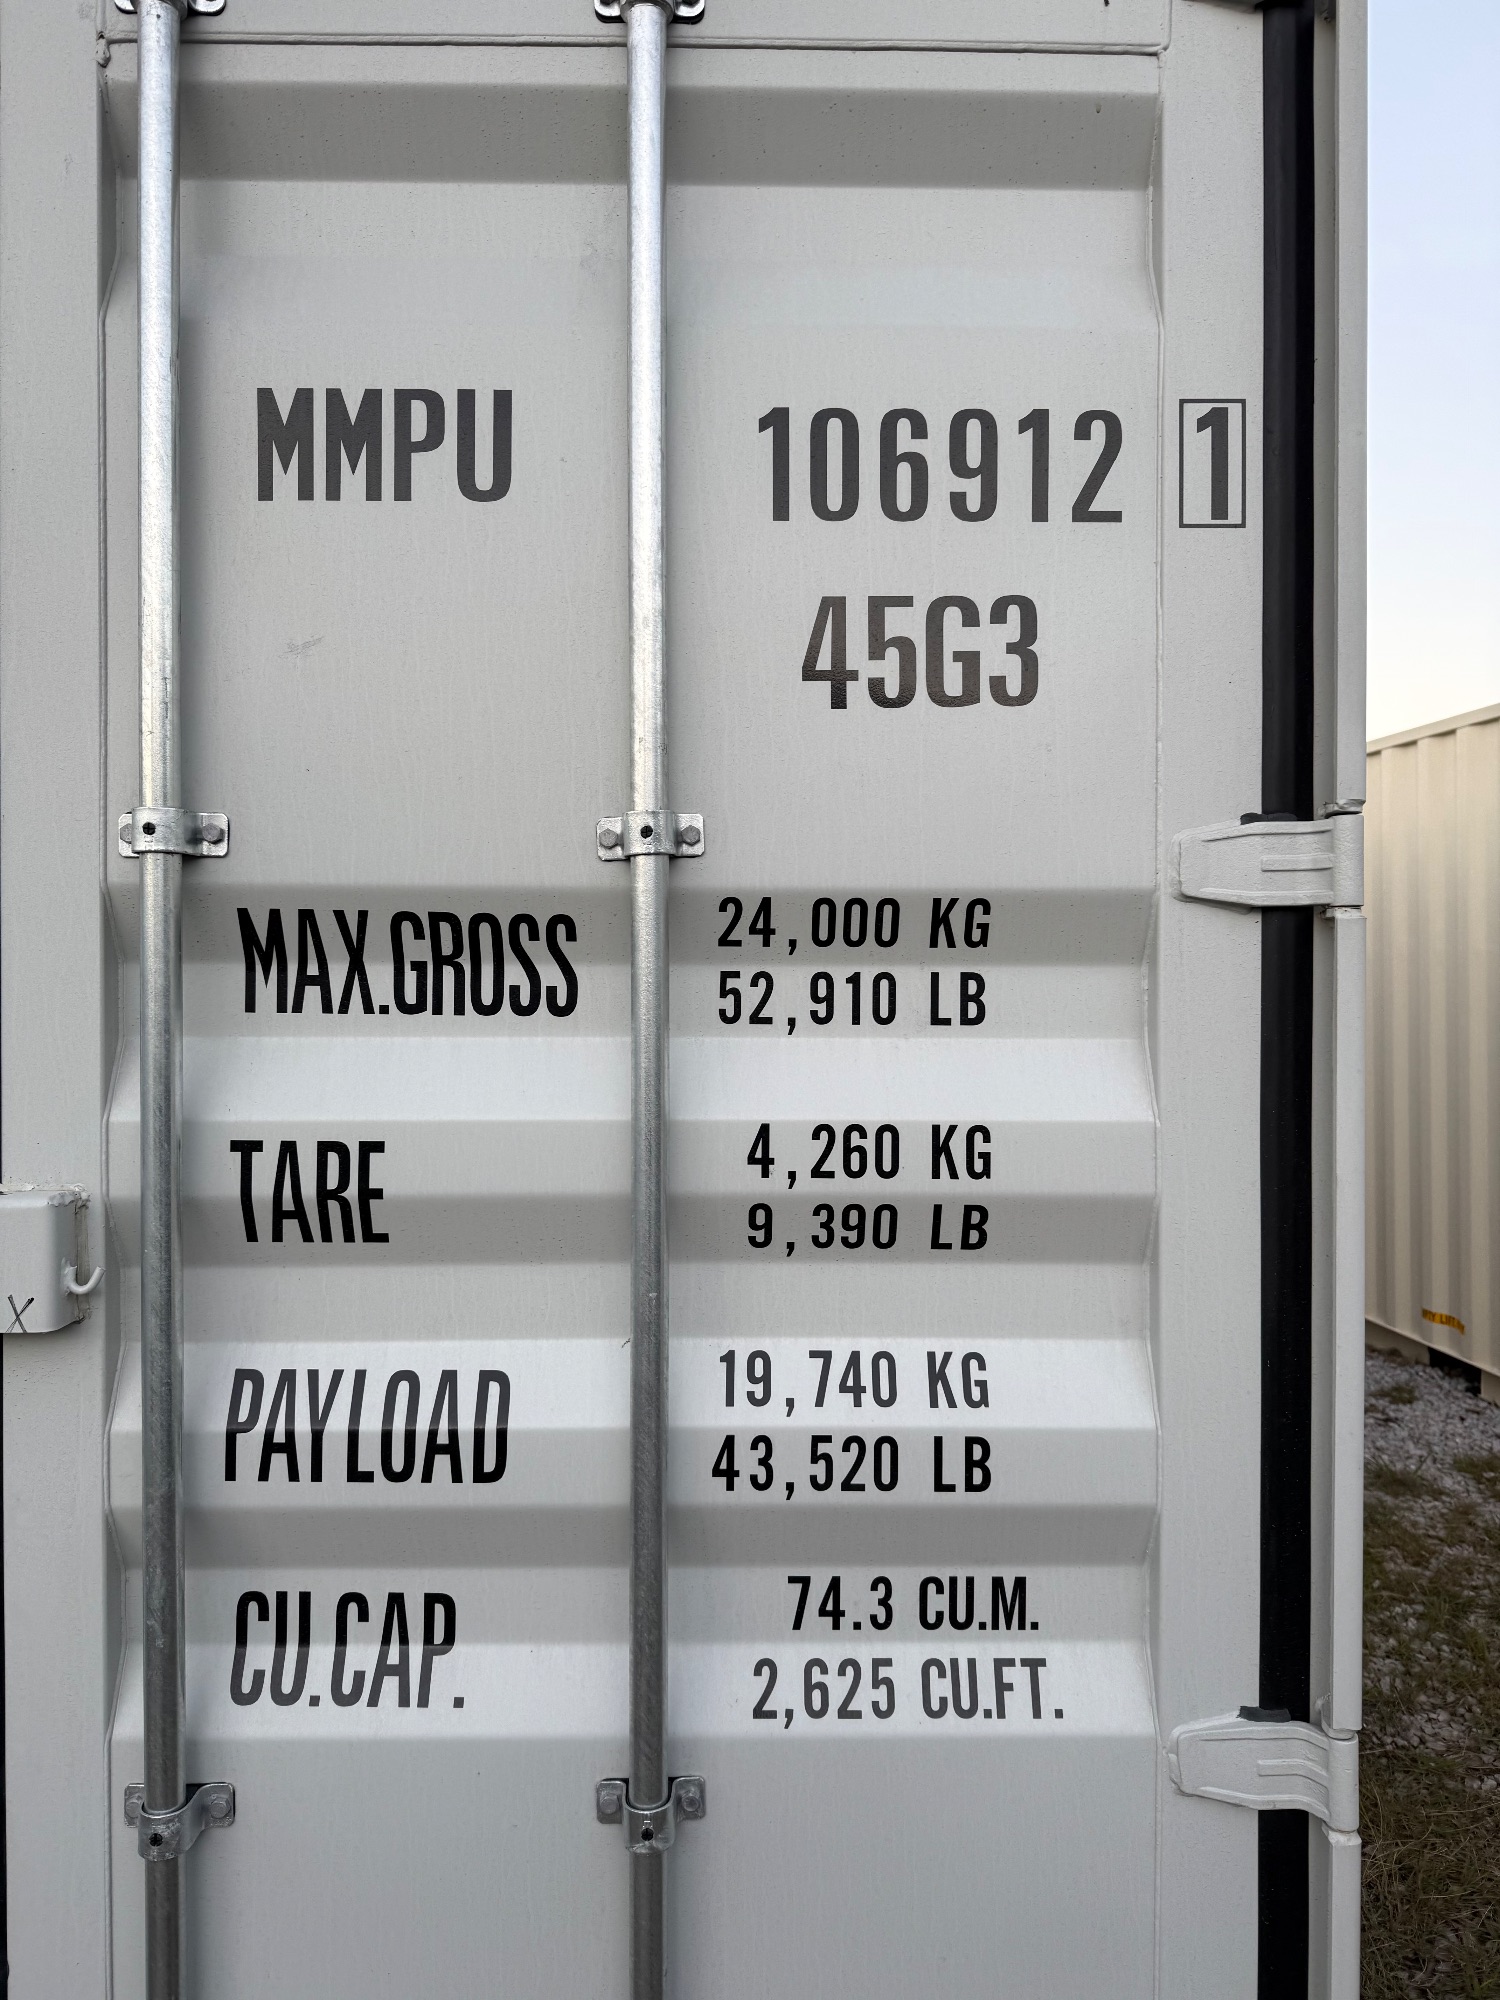 MMPU 106912 1
45G3
MAX.GROSS 24,000 KG
52,910 LB
TARE 4,260 KG
9,390 LB
PAYLOAD 19,740 KG
43,520 LB
CU.CAP. 74.3 CU.M.
2,625 CU.FT.
X